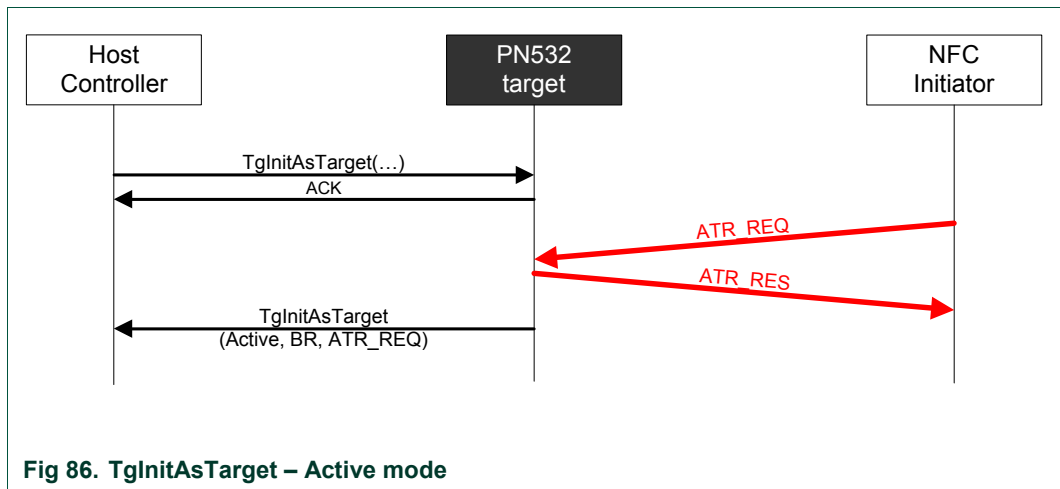 Host
Controller
PN532
target
NFC
Initiator
TgInitAsTarget(…)
ACK
ATR_REQ
ATR_RES
TgInitAsTarget
(Active, BR, ATR_REQ)
Fig 86. TgInitAsTarget – Active mode